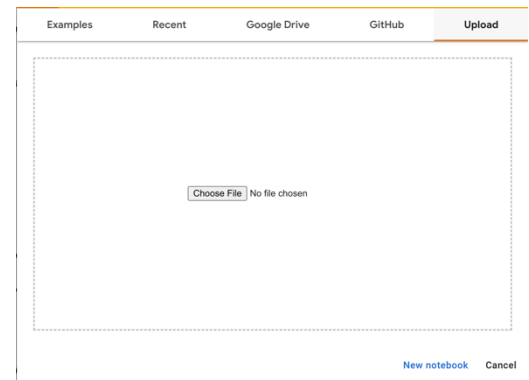 Examples Recent Google Drive GitHub Upload
Choose File No file chosen
New notebook Cancel